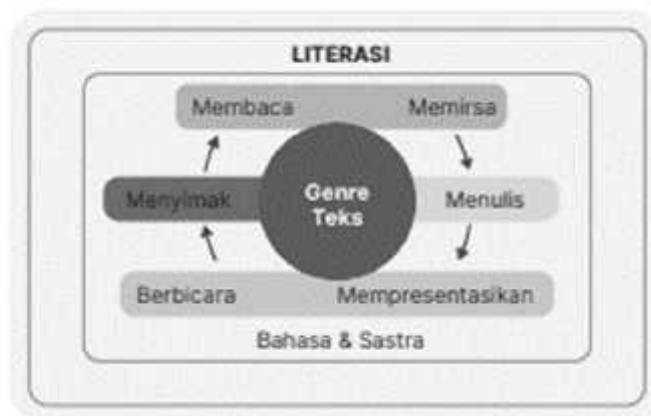 LITERASI
Membaca Memirsa
Menyimak Genre Teks Menulis
Berbicara Mempresentasikan
Bahasa & Sastra